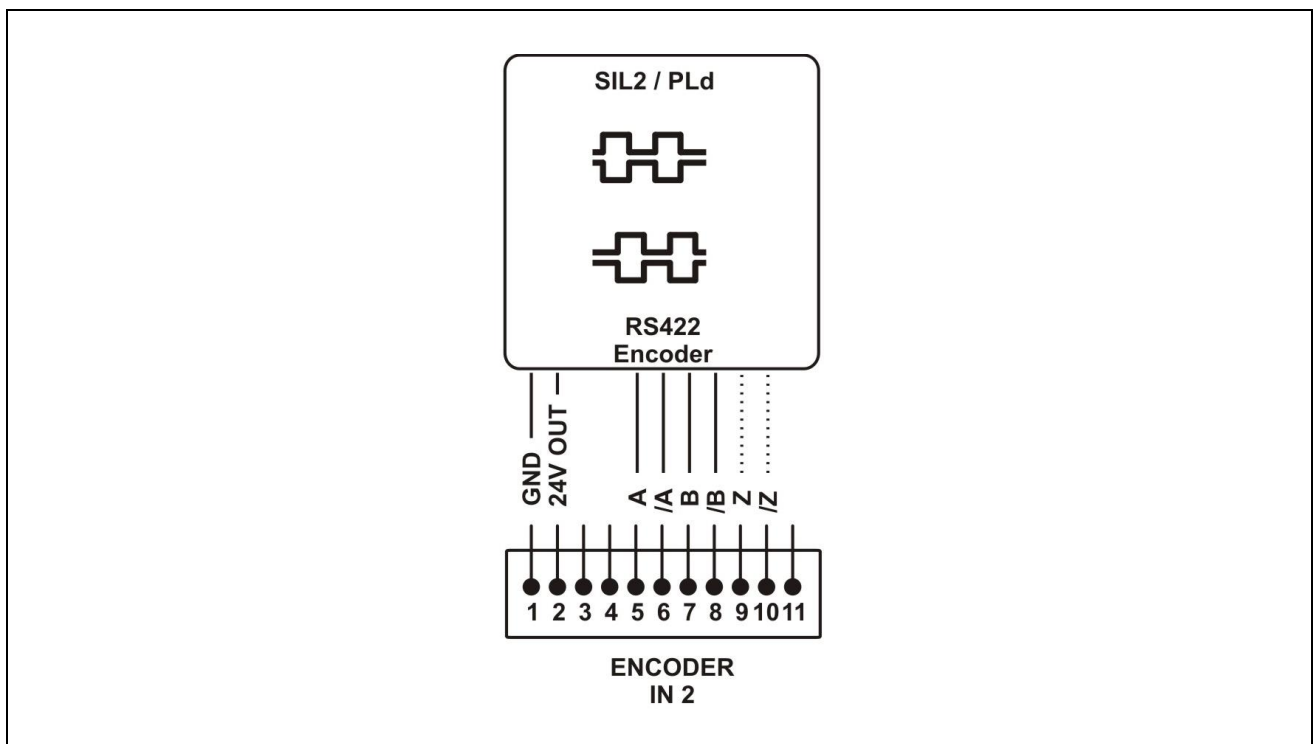 SIL2 / PLd
RS422
Encoder
GND
24V OUT
A
/A
B
/B
Z
/Z
1 2 3 4 5 6 7 8 9 10 11
ENCODER
IN 2